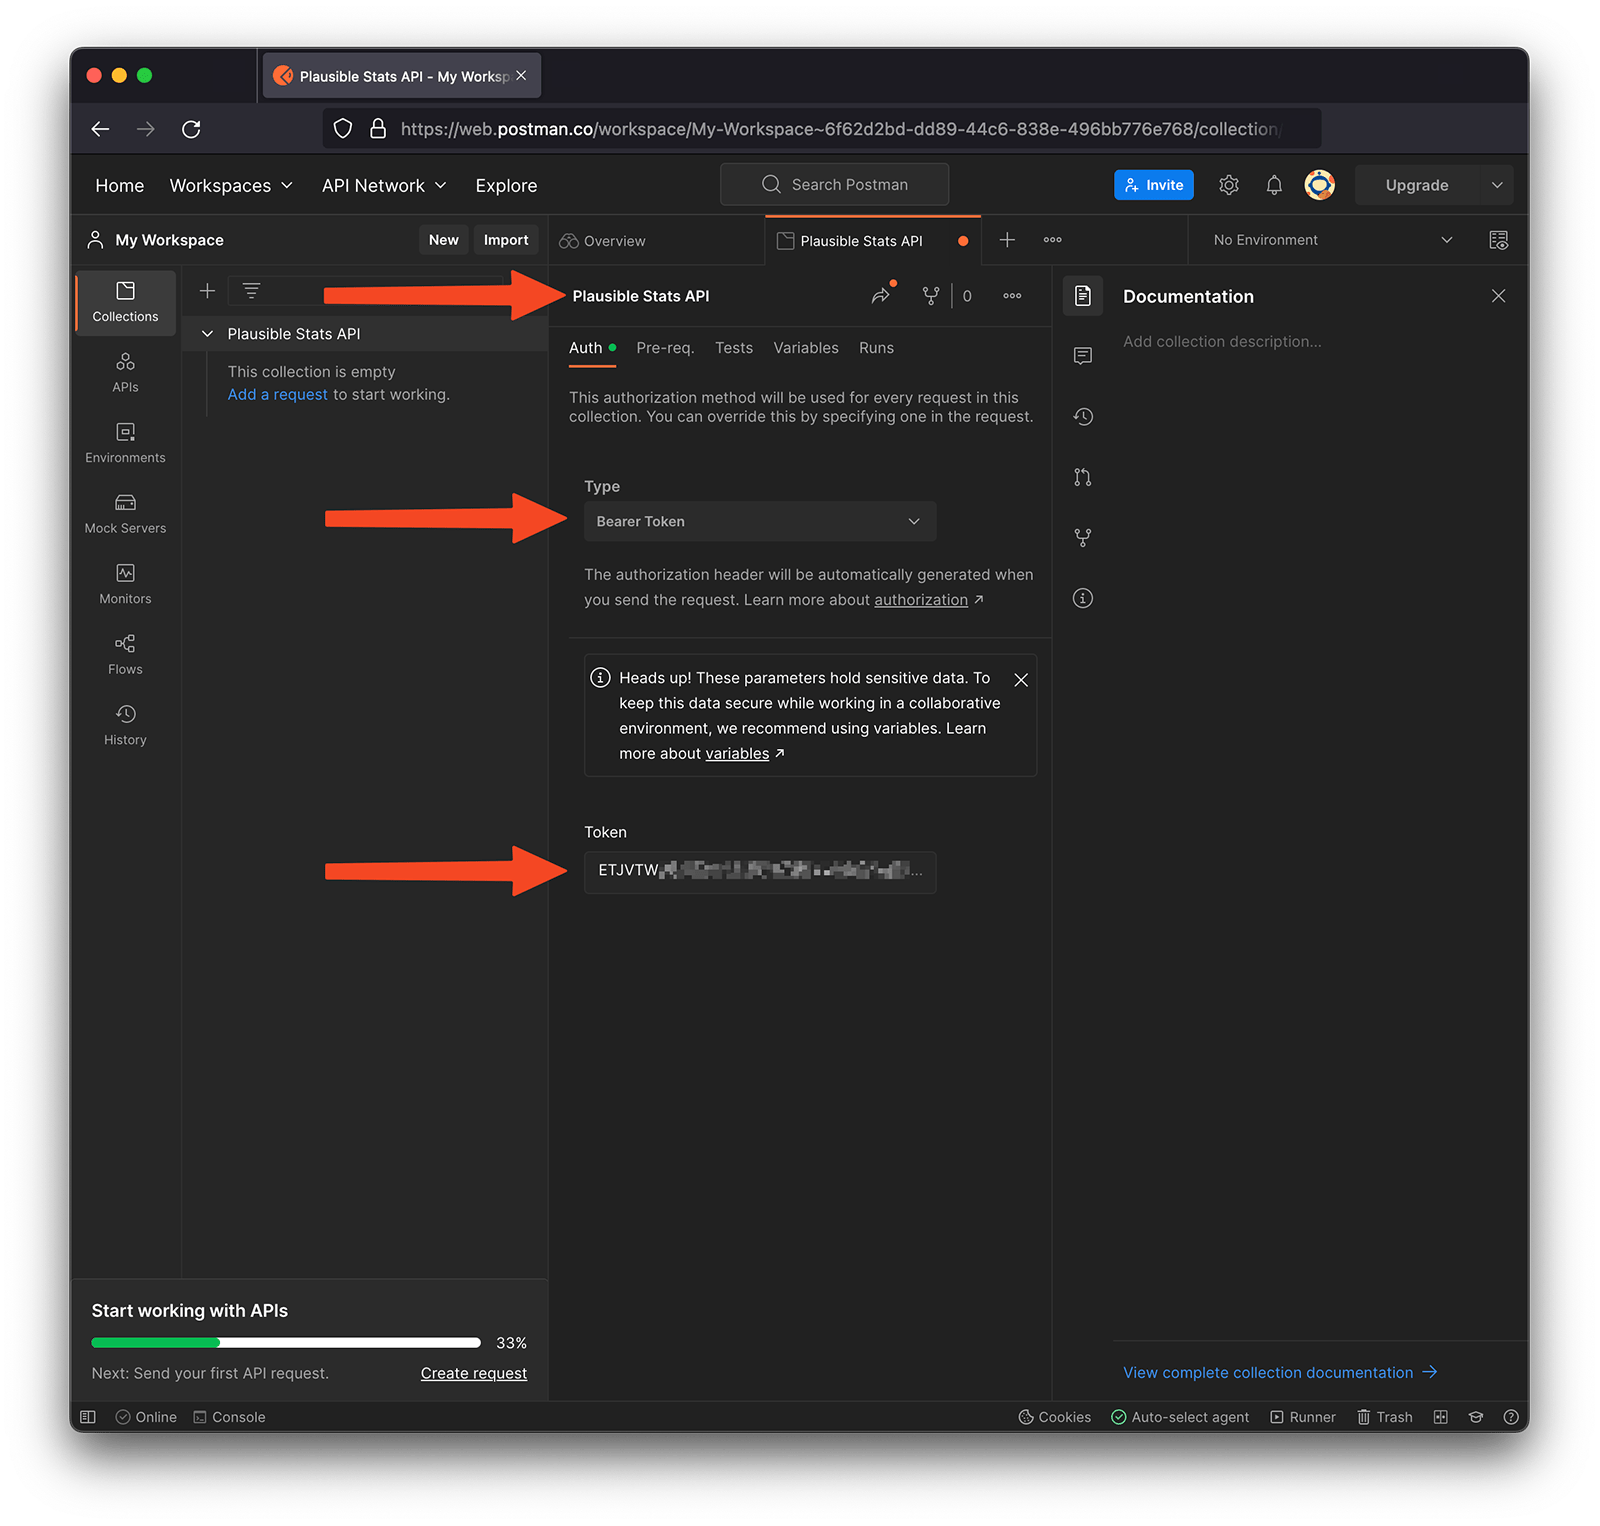 Plausible Stats API - My Worksp
https://web.postman.co/workspace/My-Workspace~6f62d2bd-dd89-44c6-838e-496bb776e768/collection/
Home
Workspaces
API Network
Explore
Search Postman
Invite
Upgrade
My Workspace
New
Import
Overview
Plausible Stats API
No Environment
Collections
APIs
Environments
Mock Servers
Monitors
Flows
History
Plausible Stats API
This collection is empty
Add a request to start working.
Plausible Stats API
0
Auth
Pre-req.
Tests
Variables
Runs
This authorization method will be used for every request in this
collection. You can override this by specifying one in the request.
Type
Bearer Token
The authorization header will be automatically generated when
you send the request. Learn more about authorization ↗
Heads up! These parameters hold sensitive data. To
keep this data secure while working in a collaborative
environment, we recommend using variables. Learn
more about variables ↗
Token
ETJVTW
...
Documentation
Add collection description...
View complete collection documentation →
Start working with APIs
33%
Next: Send your first API request.
Create request
Online
Console
Cookies
Auto-select agent
Runner
Trash